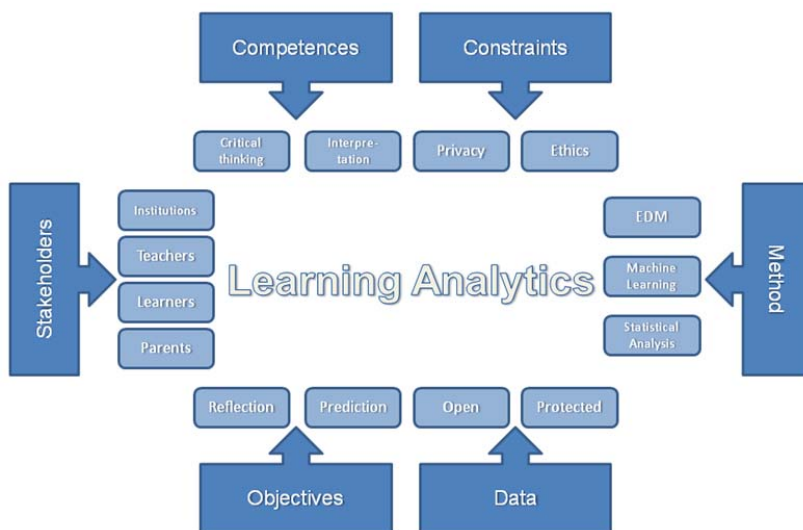 Competences
Constraints
Critical
thinking
Interpre-
tation
Privacy
Ethics
Stakeholders
Institutions
Teachers
Learners
Parents
Learning Analytics
EDM
Machine
Learning
Statistical
Analysis
Method
Reflection
Prediction
Open
Protected
Objectives
Data